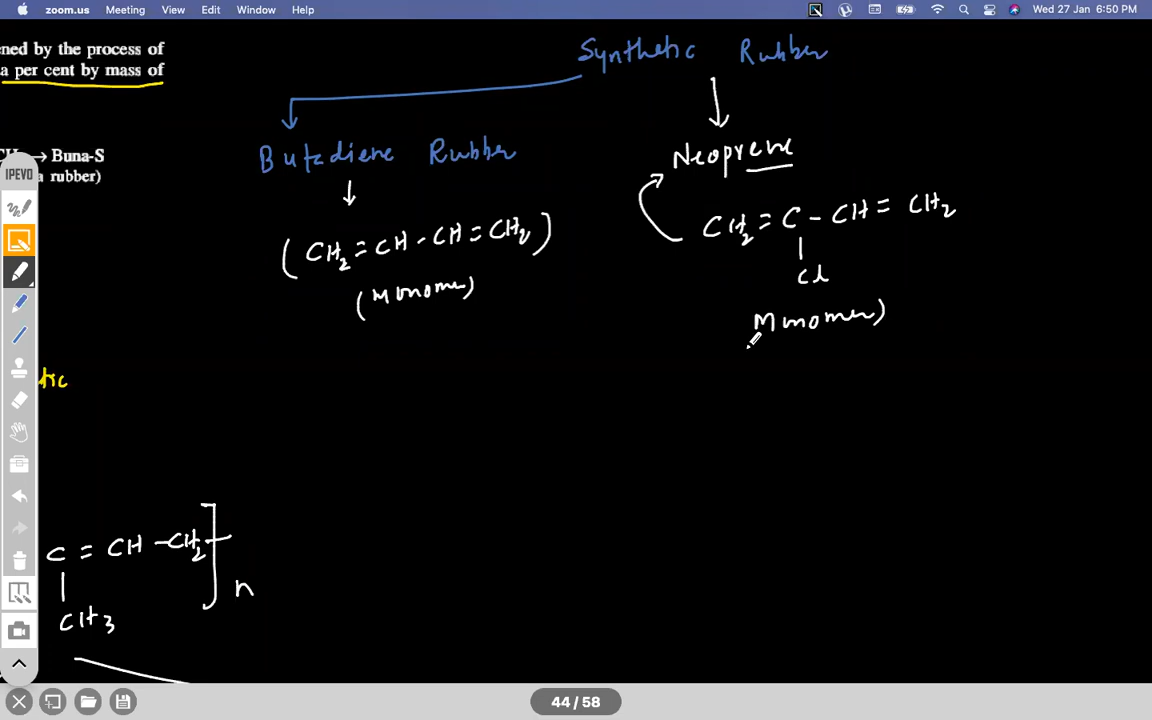 zoom.us Meeting View Edit Window Help Wed 27 Jan 6:50 PM
ned by the process of
a per cent by mass of
Synthetic Rubber
Butadiene Rubber
Neoprene
→ Buna-S
a rubber)
IPEVO
(CH2 = CH - CH = CH2)
(Monomer)
CH2 = C - CH = CH2
Cl
Monomer)
tic
C = CH - CH2 ]n
CH3
44 / 58